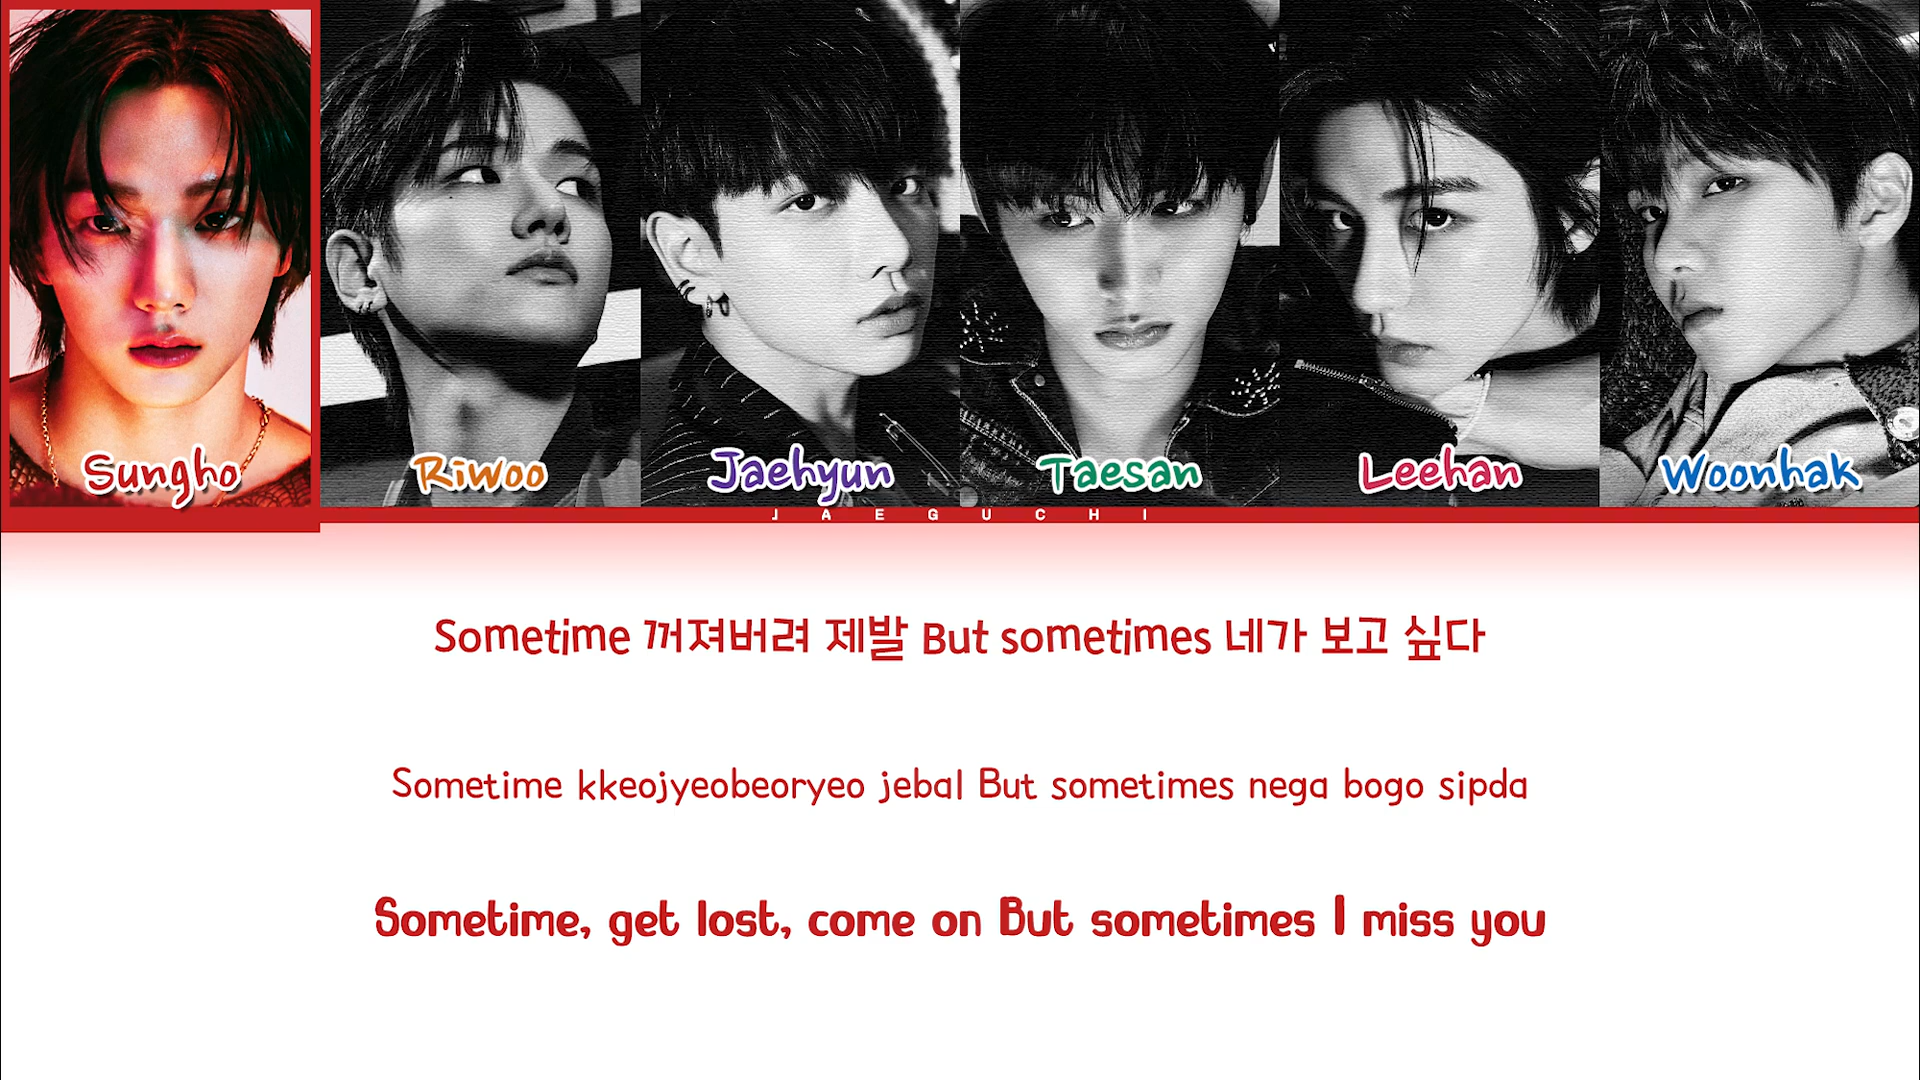 Sungho
Riwoo
Jaehyun
Taesan
Leehan
Woonhak
JAEGUCHI
Sometime 꺼져버려 제발 But sometimes 네가 보고 싶다
Sometime kkeojyeobeoryeo jebal But sometimes nega bogo sipda
Sometime, get lost, come on But sometimes I miss you